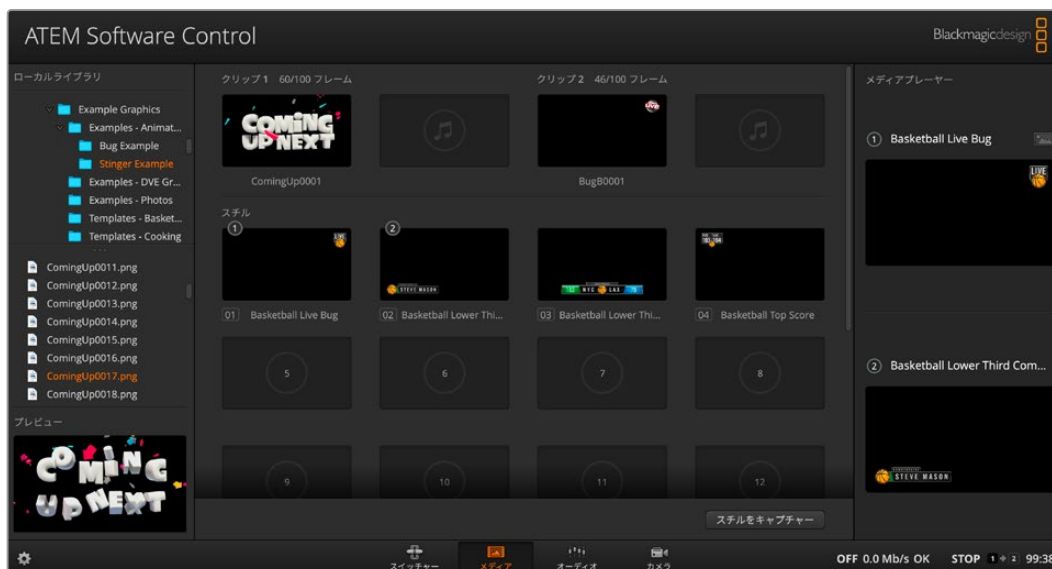 ATEM Software Control
Blackmagicdesign
ローカルライブラリ
Example Graphics
Examples - Animat...
Bug Example
Stinger Example
Examples - DVE Gr...
Examples - Photos
Templates - Basket...
Templates - Cooking
ComingUp0011.png
ComingUp0012.png
ComingUp0013.png
ComingUp0014.png
ComingUp0015.png
ComingUp0016.png
ComingUp0017.png
ComingUp0018.png
プレビュー
COMING
UP NEXT
クリップ 1 60/100 フレーム
クリップ 2 46/100 フレーム
COMING
UP NEXT
LIVE
ComingUp0001
BugB0001
スチル
1
2
LIVE
STEVE MASON
NYC LAX
01 Basketball Live Bug
02 Basketball Lower Thi...
03 Basketball Lower Thi...
04 Basketball Top Score
5
6
7
8
9
10
11
12
スチルをキャプチャー
メディアプレーヤー
1 Basketball Live Bug
LIVE
2 Basketball Lower Third Com...
STEVE MASON
スイッチャー
メディア
オーディオ
カメラ
OFF 0.0 Mb/s OK
STOP 1 2 99:38